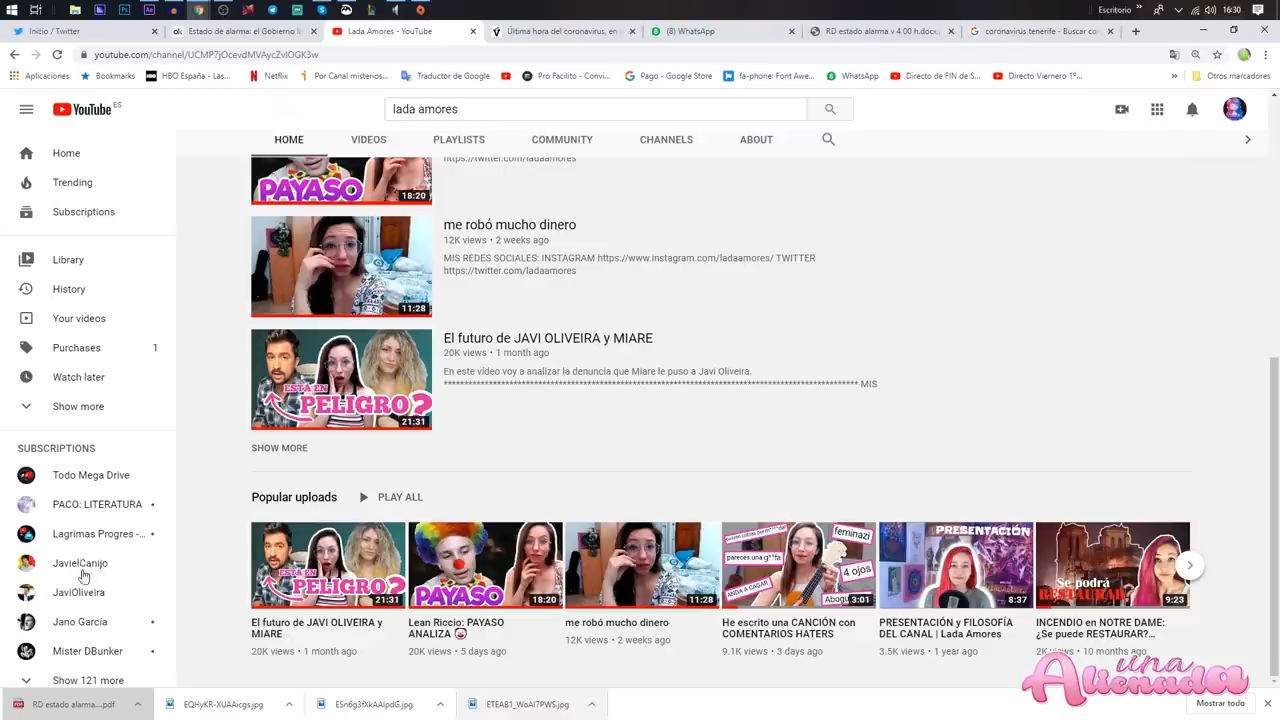 Escritorio
16:30
Inicio / Twitter
Estado de alarma: el Gobierno li
Lada Amores - YouTube
Última hora del coronavirus, en v
(8) WhatsApp
RD estado alarma v 4 00 h.docx
coronavirus tenerife - Buscar con
youtube.com/channel/UCMP7jOcevdMVAycZvIOGK3w
Aplicaciones
Bookmarks
HBO España - Las...
Netflix
Por Canal misterios...
Traductor de Google
Pro Facilito - Convi...
Pago - Google Store
fa-phone: Font Awe...
WhatsApp
Directo de FIN de S...
Directo Viernero 1º...
»
Otros marcadores
YouTube ES
lada amores
HOME
VIDEOS
PLAYLISTS
COMMUNITY
CHANNELS
ABOUT
Home
Trending
Subscriptions
Library
History
Your videos
Purchases 1
Watch later
Show more
SUBSCRIPTIONS
Todo Mega Drive
PACO: LITERATURA •
Lagrimas Progres -... •
JavielCanijo
JaviOliveira
Jano García •
Mister DBunker •
Show 121 more
https://twitter.com/ladaamores
PAYASO
18:20
me robó mucho dinero
12K views • 2 weeks ago
MIS REDES SOCIALES: INSTAGRAM https://www.instagram.com/ladaamores/ TWITTER
https://twitter.com/ladaamores
11:28
El futuro de JAVI OLIVEIRA y MIARE
20K views • 1 month ago
En este vídeo voy a analizar la denuncia que Miare le puso a Javi Oliveira.
MIS
ESTÁ EN
PELIGRO?
21:31
SHOW MORE
Popular uploads
PLAY ALL
ESTÁ EN
PELIGRO?
21:31
El futuro de JAVI OLIVEIRA y
MIARE
20K views • 1 month ago
PAYASO
18:20
Lean Riccio: PAYASO
ANALIZA
20K views • 5 days ago
11:28
me robó mucho dinero
12K views • 2 weeks ago
feminazi
pareces una g**fa
4 ojos
ANDA A CAGAR
3:01
He escrito una CANCIÓN con
COMENTARIOS HATERS
9.1K views • 3 days ago
PRESENTACIÓN
8:37
PRESENTACIÓN y FILOSOFÍA
DEL CANAL | Lada Amores
3.5K views • 1 year ago
Se podrá
RESTAURAR?
9:23
INCENDIO en NOTRE DAME:
¿Se puede RESTAURAR?...
una
Alienada
RD estado alarma....pdf
EQHyKR-XUAAicgs.jpg
ESn6g3fXkAAIpdG.jpg
ETEAB1_WoAI7PWS.jpg
Mostrar todo